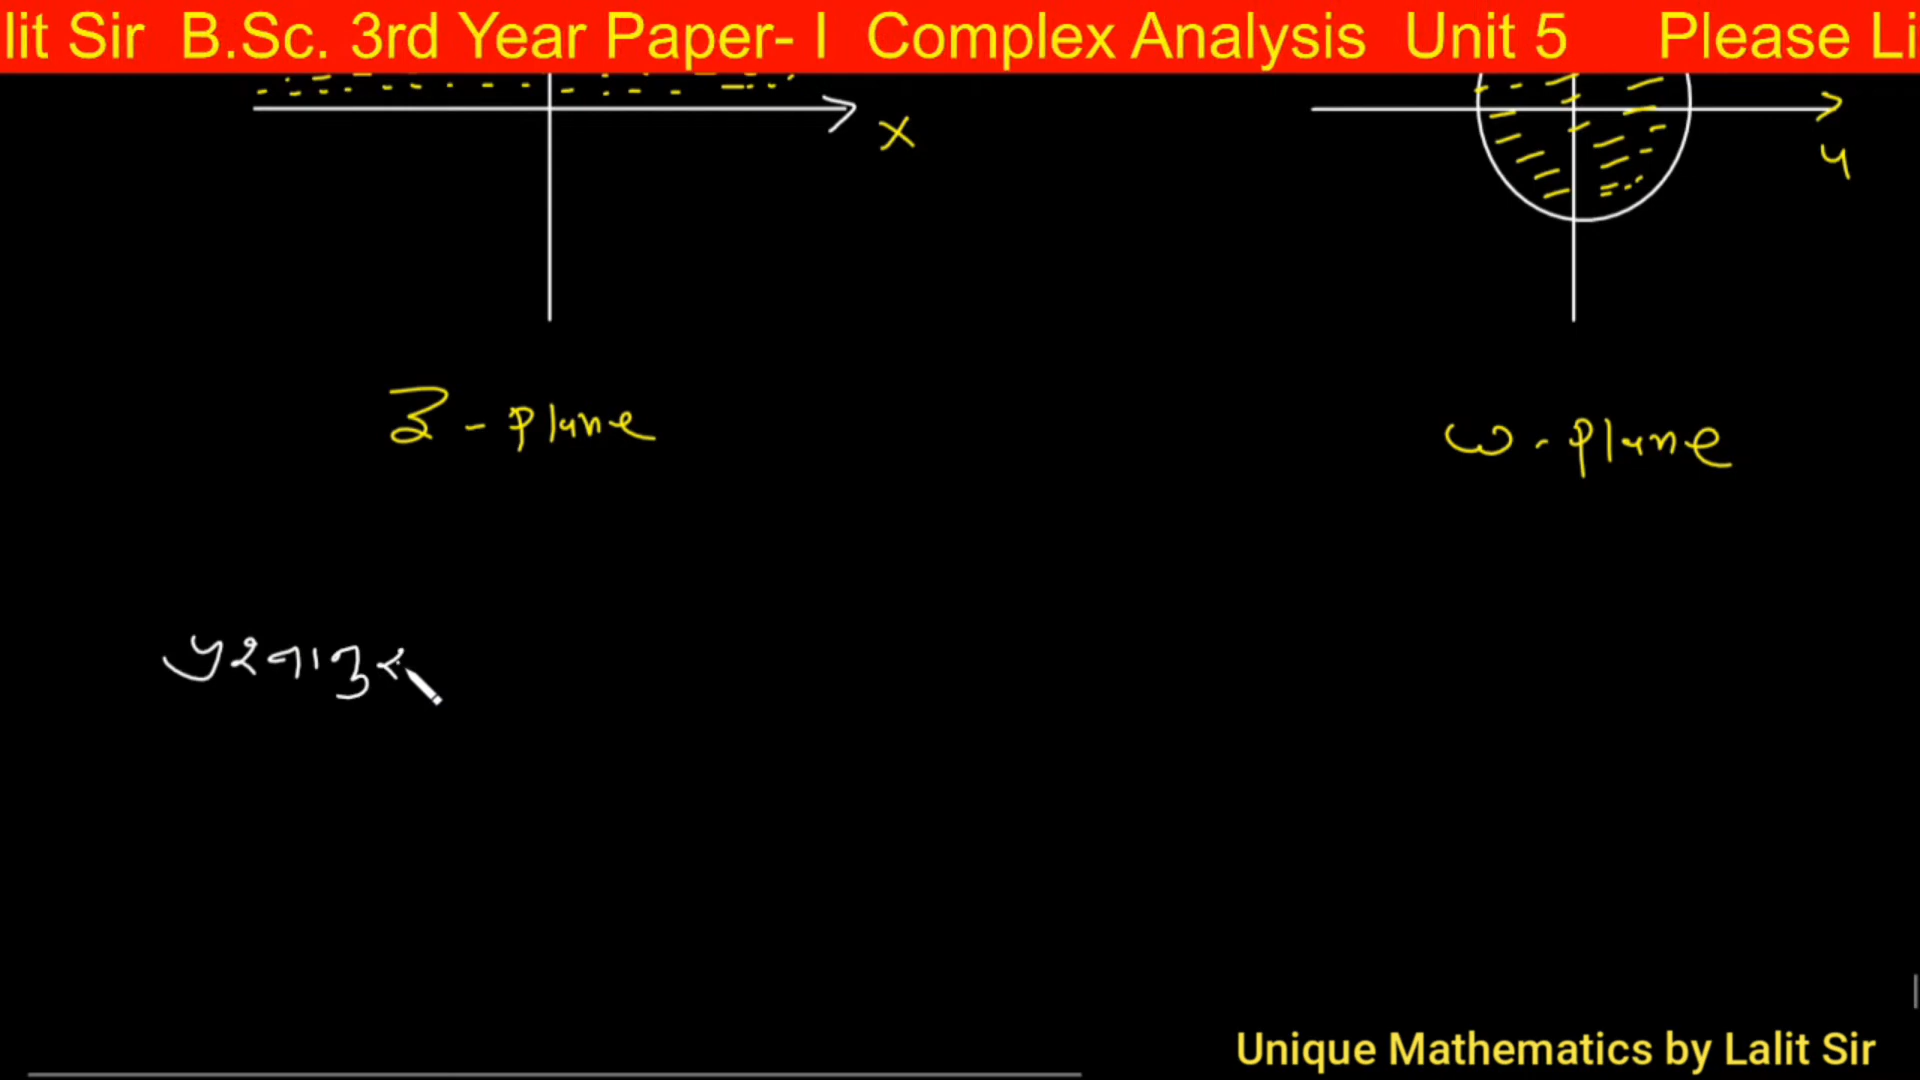 lit Sir B.Sc. 3rd Year Paper- I Complex Analysis Unit 5 Please Li
x
u
Z - plane
w - plane
प्रश्नानुस
Unique Mathematics by Lalit Sir